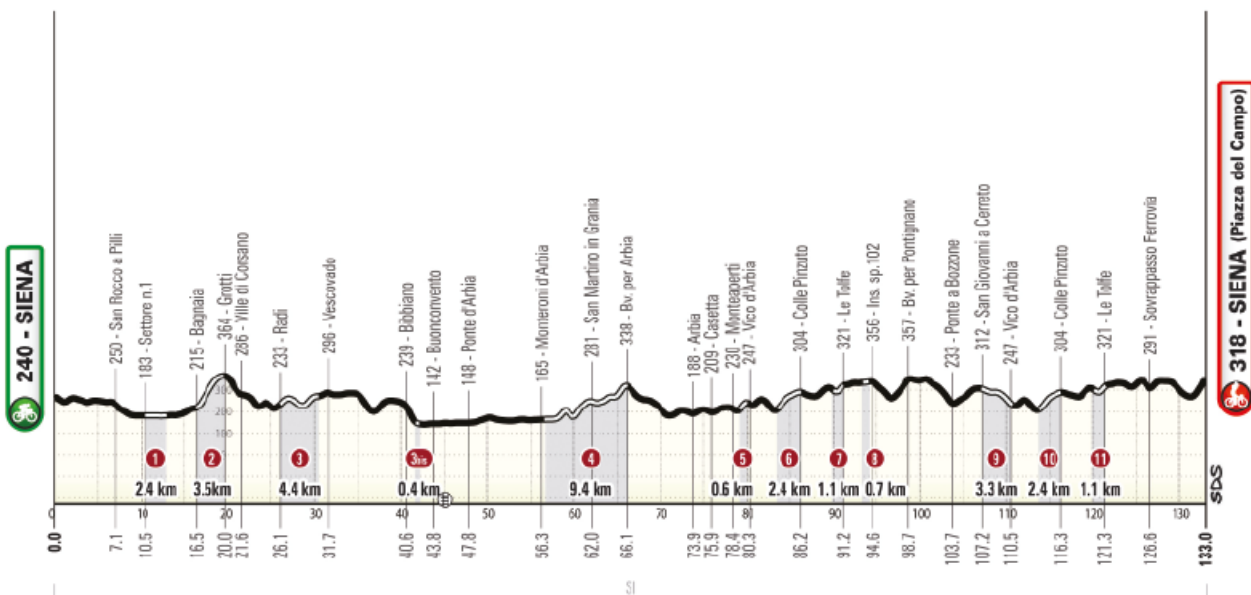 240 - SIENA
250 - San Rocco a Pilli
183 - Settore n.1
215 - Bagnaia
364 - Grotti
286 - Ville di Corsano
233 - Radi
296 - Vescovado
239 - Bibbiano
142 - Buonconvento
148 - Ponte d'Arbia
165 - Monteroni d'Arbia
281 - San Martino in Grania
338 - Bv. per Arbia
188 - Arbia
209 - Casetta
230 - Monteaperti
247 - Vico d'Arbia
304 - Colle Pinzuto
321 - Le Tolfe
356 - Ins. sp.102
357 - Bv. per Pontignano
233 - Ponte a Bozzone
312 - San Giovanni a Cerreto
247 - Vico d'Arbia
304 - Colle Pinzuto
321 - Le Tolfe
291 - Sovrappasso Ferrovia
318 - SIENA (Piazza del Campo)
300
200
100
1 2 3 3bis 4 5 6 7 8 9 10 11
2.4 km 3.5km 4.4 km 0.4 km 9.4 km 0.6 km 2.4 km 1.1 km 0.7 km 3.3 km 2.4 km 1.1 km
SDS
0 10 20 30 40 50 60 70 80 90 100 110 120 130
0.0 7.1 10.5 16.5 20.0 21.6 26.1 31.7 40.6 43.8 47.8 56.3 62.0 66.1 73.9 75.9 78.4 80.3 86.2 91.2 94.6 98.7 103.7 107.2 110.5 116.3 121.3 126.6 133.0
SI